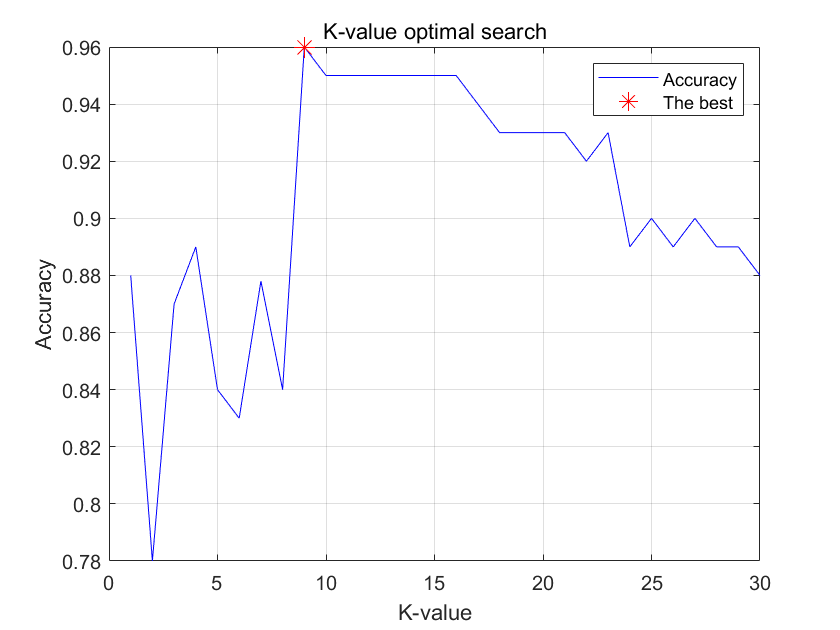 K-value optimal search
0.96
0.94
0.92
0.9
0.88
0.86
0.84
0.82
0.8
0.78
Accuracy
Accuracy
The best
0 5 10 15 20 25 30
K-value